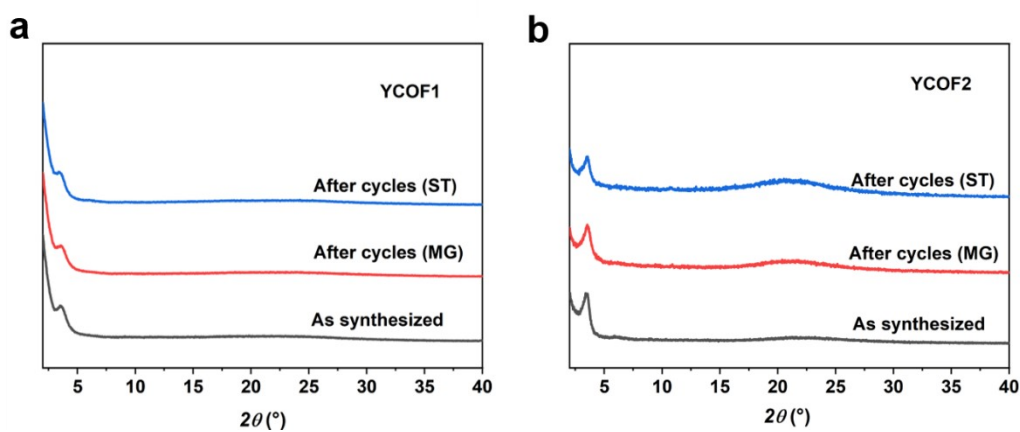 a
YCOF1
After cycles (ST)
After cycles (MG)
As synthesized
5 10 15 20 25 30 35 40
2θ (°)
b
YCOF2
After cycles (ST)
After cycles (MG)
As synthesized
5 10 15 20 25 30 35 40
2θ (°)